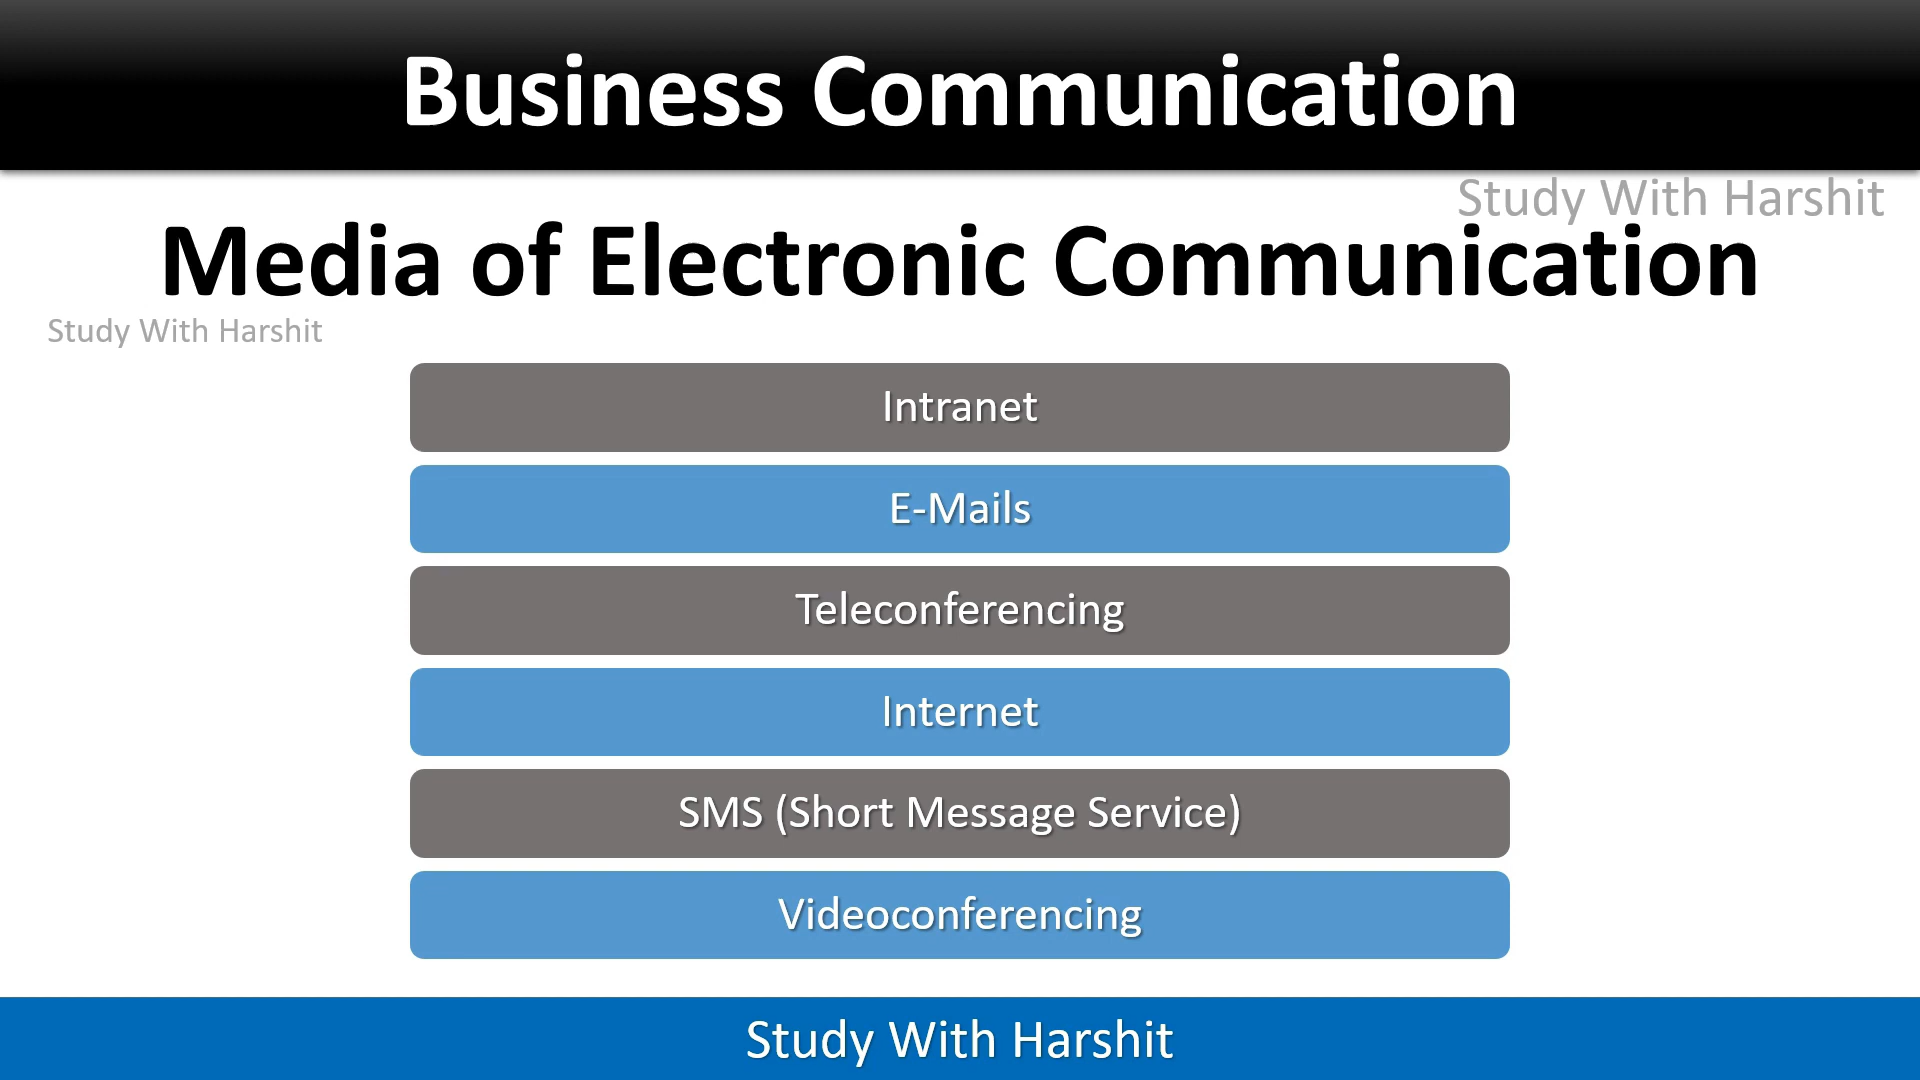 Business Communication
Study With Harshit
Media of Electronic Communication
Study With Harshit
Intranet
E-Mails
Teleconferencing
Internet
SMS (Short Message Service)
Videoconferencing
Study With Harshit